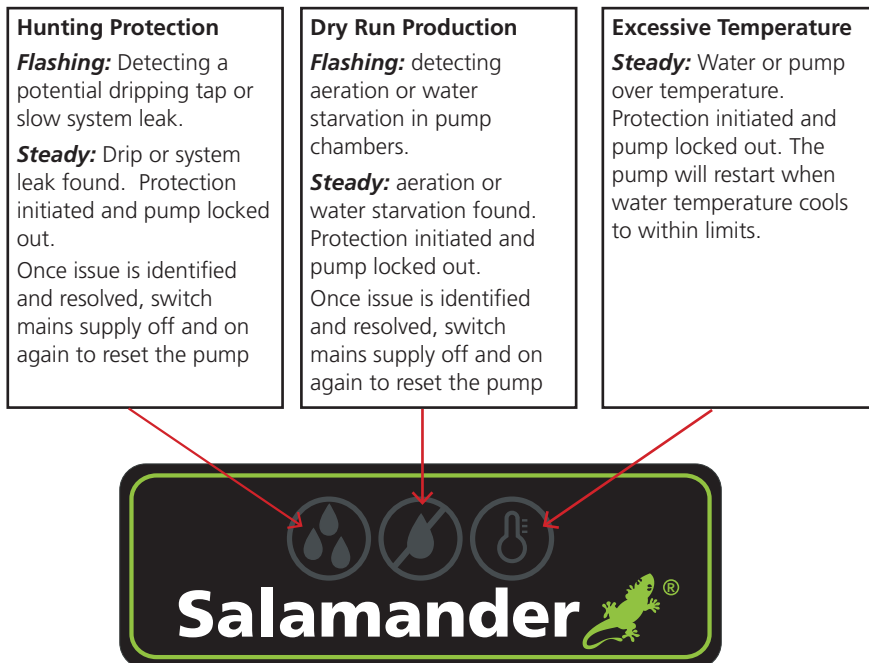 Hunting Protection
Flashing: Detecting a
potential dripping tap or
slow system leak.
Steady: Drip or system
leak found.  Protection
initiated and pump locked
out.
Once issue is identified
and resolved, switch
mains supply off and on
again to reset the pump
Dry Run Production
Flashing: detecting
aeration or water
starvation in pump
chambers.
Steady: aeration or
water starvation found.
Protection initiated and
pump locked out.
Once issue is identified
and resolved, switch
mains supply off and on
again to reset the pump
Excessive Temperature
Steady: Water or pump
over temperature.
Protection initiated and
pump locked out. The
pump will restart when
water temperature cools
to within limits.
Salamander ®